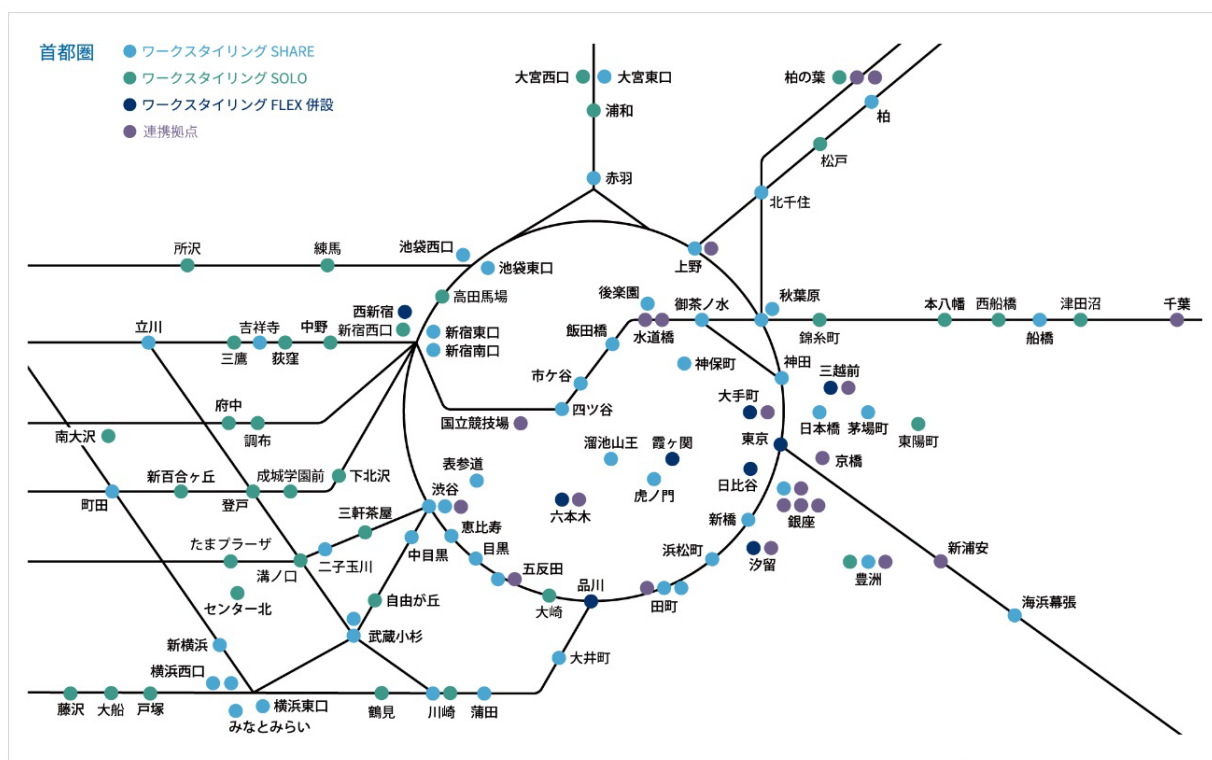 首都圏
ワークスタイリング SHARE
ワークスタイリング SOLO
ワークスタイリング FLEX 併設
連携拠点
大宮西口
大宮東口
浦和
赤羽
柏の葉
柏
松戸
北千住
上野
所沢
練馬
池袋西口
池袋東口
高田馬場
西新宿
新宿西口
新宿東口
新宿南口
立川
三鷹
吉祥寺
荻窪
中野
後楽園
水道橋
御茶ノ水
秋葉原
飯田橋
神保町
市ケ谷
四ツ谷
国立競技場
錦糸町
本八幡
西船橋
船橋
津田沼
千葉
神田
三越前
大手町
日本橋
茅場町
東陽町
東京
京橋
府中
調布
南大沢
町田
新百合ヶ丘
登戸
成城学園前
下北沢
表参道
溜池山王
霞ヶ関
虎ノ門
日比谷
六本木
銀座
新橋
渋谷
恵比寿
中目黒
目黒
五反田
大崎
品川
田町
浜松町
汐留
豊洲
新浦安
海浜幕張
三軒茶屋
二子玉川
たまプラーザ
溝ノ口
センター北
自由が丘
武蔵小杉
大井町
新横浜
横浜西口
横浜東口
みなとみらい
藤沢
大船
戸塚
鶴見
川崎
蒲田